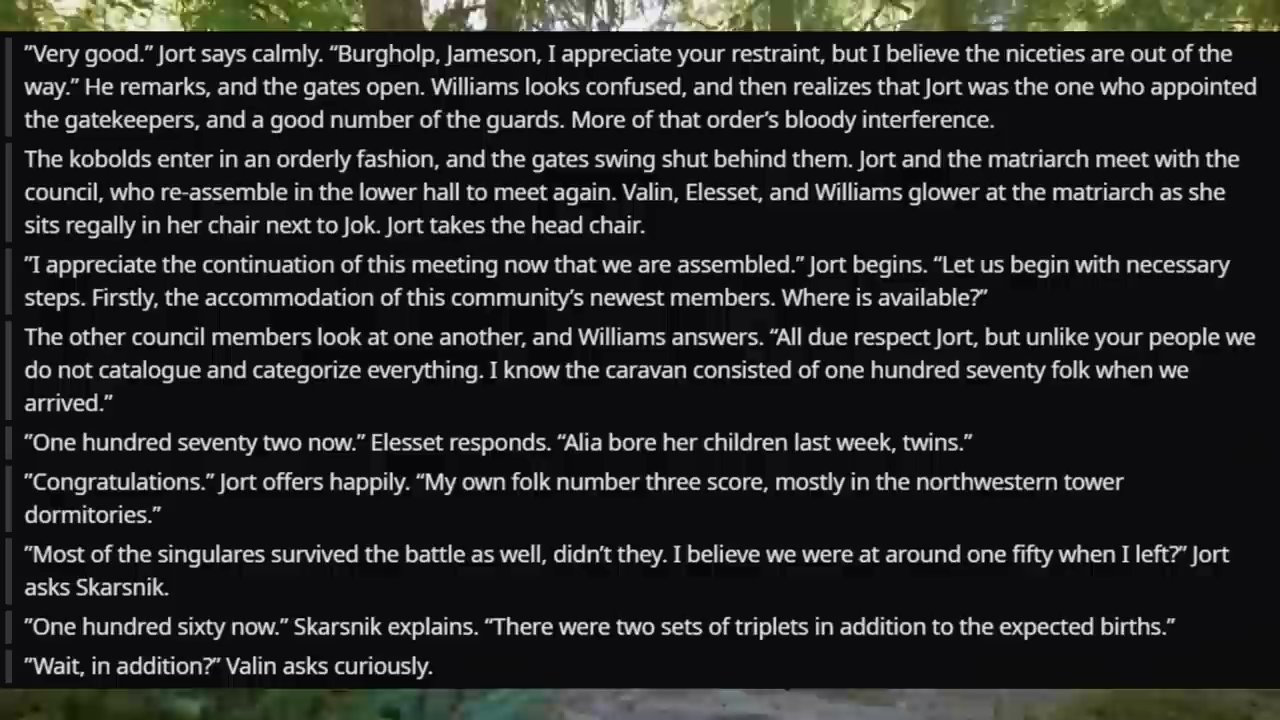 ”Very good.” Jort says calmly. “Burgholp, Jameson, I appreciate your restraint, but I believe the niceties are out of the
way.” He remarks, and the gates open. Williams looks confused, and then realizes that Jort was the one who appointed
the gatekeepers, and a good number of the guards. More of that order’s bloody interference.
The kobolds enter in an orderly fashion, and the gates swing shut behind them. Jort and the matriarch meet with the
council, who re-assemble in the lower hall to meet again. Valin, Elesset, and Williams glower at the matriarch as she
sits regally in her chair next to Jok. Jort takes the head chair.
”I appreciate the continuation of this meeting now that we are assembled.” Jort begins. “Let us begin with necessary
steps. Firstly, the accommodation of this community’s newest members. Where is available?”
The other council members look at one another, and Williams answers. “All due respect Jort, but unlike your people we
do not catalogue and categorize everything. I know the caravan consisted of one hundred seventy folk when we
arrived.”
”One hundred seventy two now.” Elesset responds. “Alia bore her children last week, twins.”
”Congratulations.” Jort offers happily. “My own folk number three score, mostly in the northwestern tower
dormitories.”
”Most of the singulares survived the battle as well, didn’t they. I believe we were at around one fifty when I left?” Jort
asks Skarsnik.
”One hundred sixty now.” Skarsnik explains. “There were two sets of triplets in addition to the expected births.”
”Wait, in addition?” Valin asks curiously.